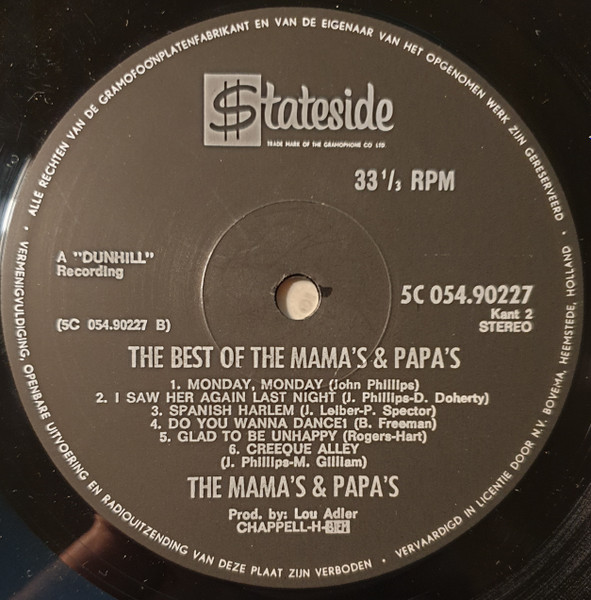 ALLE RECHTEN VAN DE GRAMOFOONPLATENFABRIKANT EN VAN DE EIGENAAR VAN HET OPGENOMEN WERK ZIJN GERESERVEERD
$tateside
TRADE MARK OF THE GRAMOPHONE CO LTD
33 1/3 RPM
A "DUNHILL"
Recording
5C 054.90227
Kant 2
(5C 054.90227 B)
STEREO
THE BEST OF THE MAMA'S & PAPA'S
1. MONDAY, MONDAY (John Phillips)
2. I SAW HER AGAIN LAST NIGHT (J. Phillips-D. Doherty)
3. SPANISH HARLEM (J. Leiber-P. Spector)
4. DO YOU WANNA DANCE1 (B. Freeman)
5. GLAD TO BE UNHAPPY (Rogers-Hart)
6. CREEQUE ALLEY
(J. Phillips-M. Gilliam)
THE MAMA'S & PAPA'S
Prod. by: Lou Adler
CHAPPELL-H-BIEM
• VERMENIGVULDIGING, OPENBARE UITVOERING EN RADIOUITZENDING VAN DEZE PLAAT ZIJN VERBODEN •
VERVAARDIGD IN LICENTIE DOOR N.V. BOVEMA, HEEMSTEDE, HOLLAND •